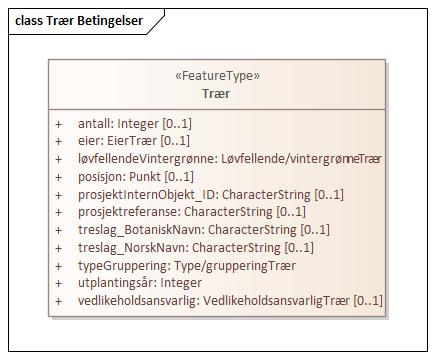 class Trær Betingelser
«FeatureType»
Trær
+ antall: Integer [0..1]
+ eier: EierTrær [0..1]
+ løvfellendeVintergrønne: Løvfellende/vintergrønneTrær
+ posisjon: Punkt [0..1]
+ prosjektInternObjekt_ID: CharacterString [0..1]
+ prosjektreferanse: CharacterString [0..1]
+ treslag_BotaniskNavn: CharacterString [0..1]
+ treslag_NorskNavn: CharacterString [0..1]
+ typeGruppering: Type/grupperingTrær
+ utplantingsår: Integer
+ vedlikeholdsansvarlig: VedlikeholdsansvarligTrær [0..1]